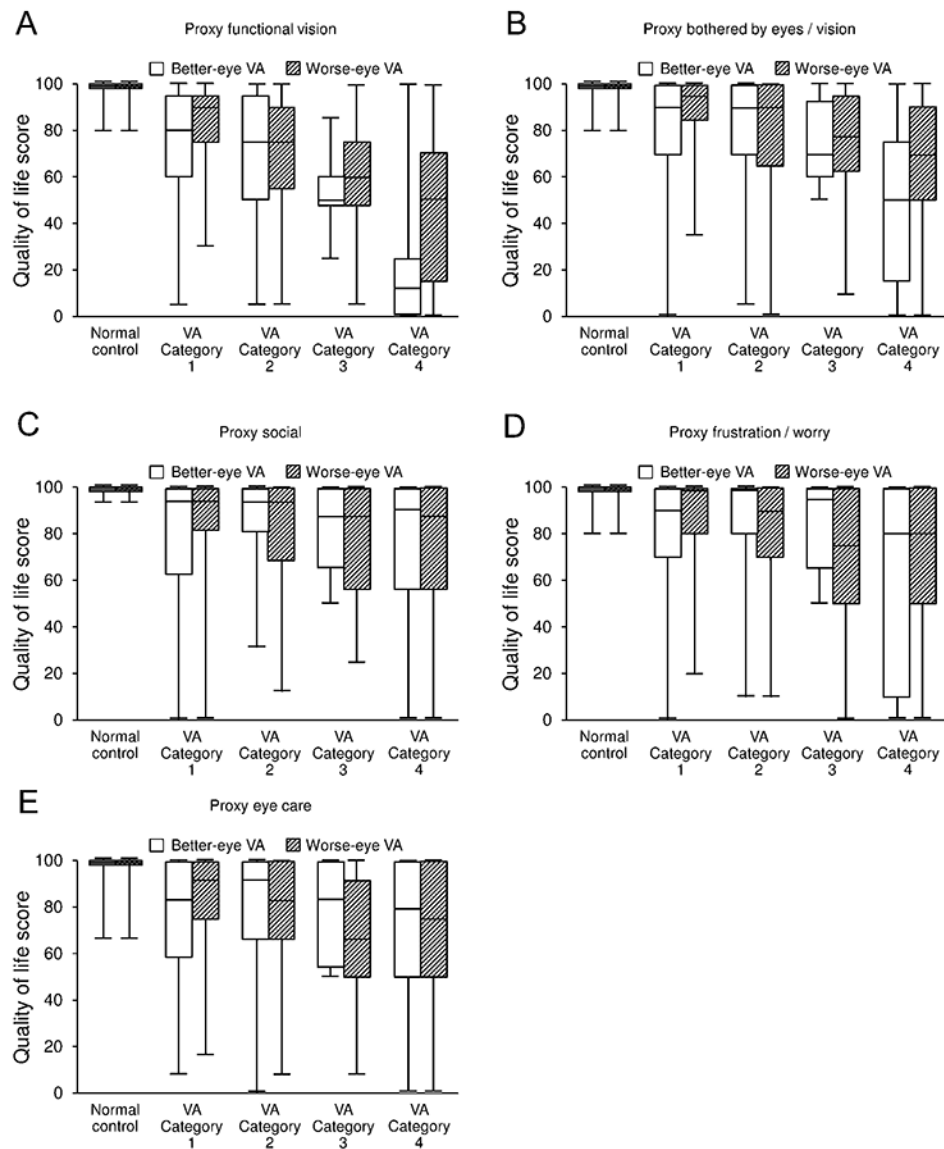 A
Proxy functional vision
Better-eye VA
Worse-eye VA
Quality of life score
100
80
60
40
20
0
Normal control
VA Category 1
VA Category 2
VA Category 3
VA Category 4
B
Proxy bothered by eyes / vision
Better-eye VA
Worse-eye VA
Quality of life score
100
80
60
40
20
0
Normal control
VA Category 1
VA Category 2
VA Category 3
VA Category 4
C
Proxy social
Better-eye VA
Worse-eye VA
Quality of life score
100
80
60
40
20
0
Normal control
VA Category 1
VA Category 2
VA Category 3
VA Category 4
D
Proxy frustration / worry
Better-eye VA
Worse-eye VA
Quality of life score
100
80
60
40
20
0
Normal control
VA Category 1
VA Category 2
VA Category 3
VA Category 4
E
Proxy eye care
Better-eye VA
Worse-eye VA
Quality of life score
100
80
60
40
20
0
Normal control
VA Category 1
VA Category 2
VA Category 3
VA Category 4